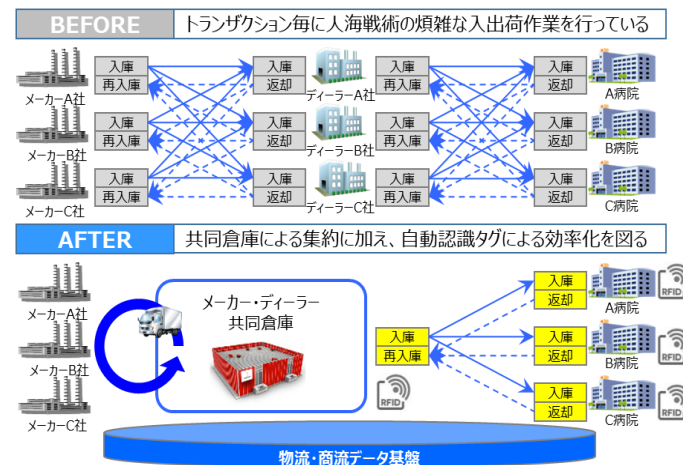 BEFORE
トランザクション毎に人海戦術の煩雑な入出荷作業を行っている
メーカーA社
入庫
再入庫
入庫
返却
ディーラーA社
入庫
再入庫
入庫
返却
A病院
メーカーB社
入庫
再入庫
入庫
返却
ディーラーB社
入庫
再入庫
入庫
返却
B病院
メーカーC社
入庫
再入庫
入庫
返却
ディーラーC社
入庫
再入庫
入庫
返却
C病院
AFTER
共同倉庫による集約に加え、自動認識タグによる効率化を図る
メーカーA社
メーカーB社
メーカーC社
メーカー・ディーラー
共同倉庫
入庫
再入庫
RFID
入庫
返却
A病院
RFID
入庫
返却
B病院
RFID
入庫
返却
C病院
RFID
物流・商流データ基盤